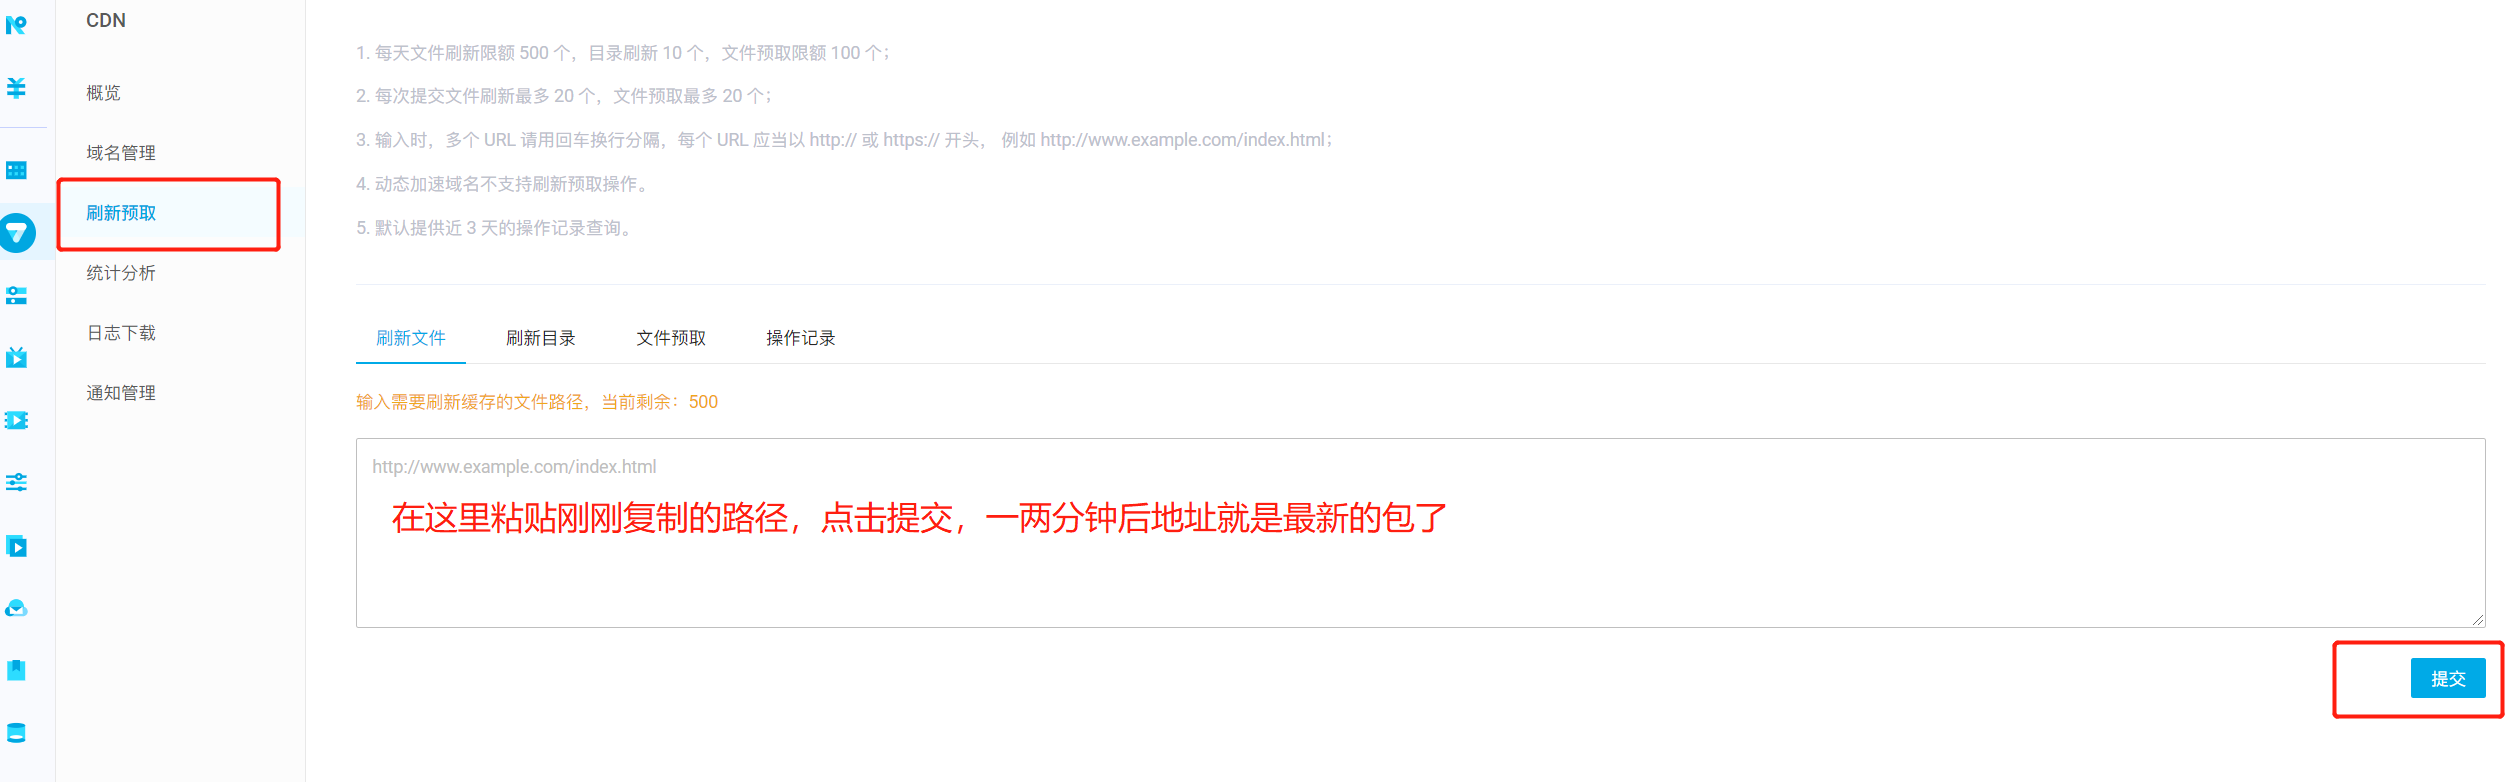 CDN
概览
域名管理
刷新预取
统计分析
日志下载
通知管理
1. 每天文件刷新限额 500 个，目录刷新 10 个，文件预取限额 100 个；
2. 每次提交文件刷新最多 20 个，文件预取最多 20 个；
3. 输入时，多个 URL 请用回车换行分隔，每个 URL 应当以 http:// 或 https:// 开头， 例如 http://www.example.com/index.html；
4. 动态加速域名不支持刷新预取操作。
5. 默认提供近 3 天的操作记录查询。
刷新文件 刷新目录 文件预取 操作记录
输入需要刷新缓存的文件路径，当前剩余：500
http://www.example.com/index.html
在这里粘贴刚刚复制的路径，点击提交，一两分钟后地址就是最新的包了
提交